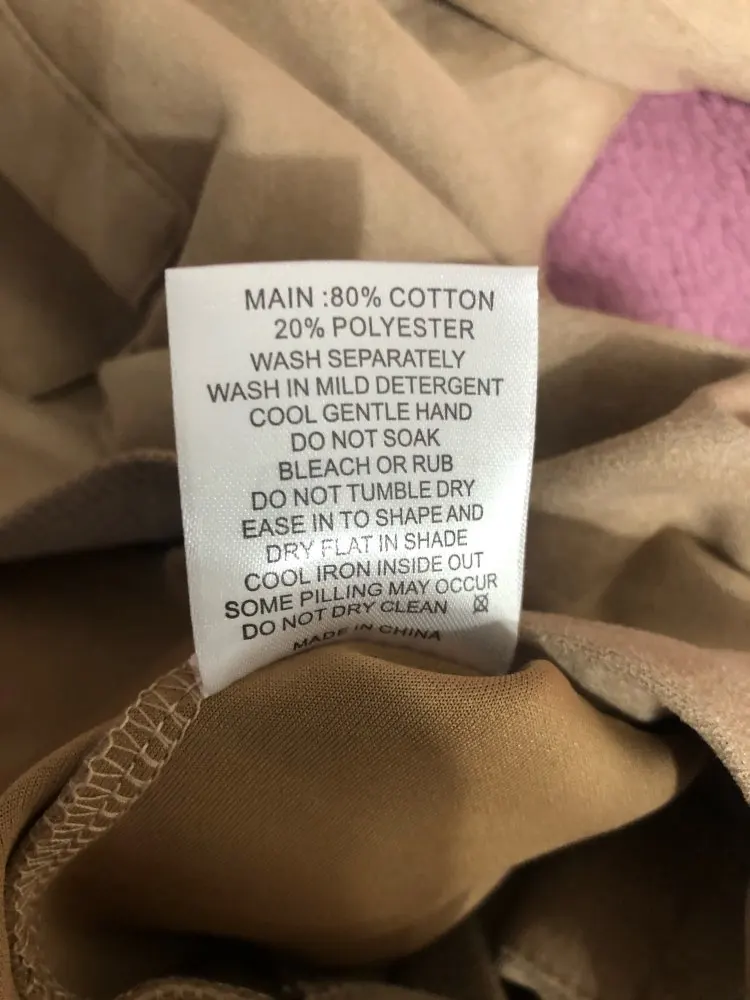 MAIN :80% COTTON
20% POLYESTER
WASH SEPARATELY
WASH IN MILD DETERGENT
COOL GENTLE HAND
DO NOT SOAK
BLEACH OR RUB
DO NOT TUMBLE DRY
EASE IN TO SHAPE AND
DRY FLAT IN SHADE
COOL IRON INSIDE OUT
SOME PILLING MAY OCCUR
DO NOT DRY CLEAN
MADE IN CHINA